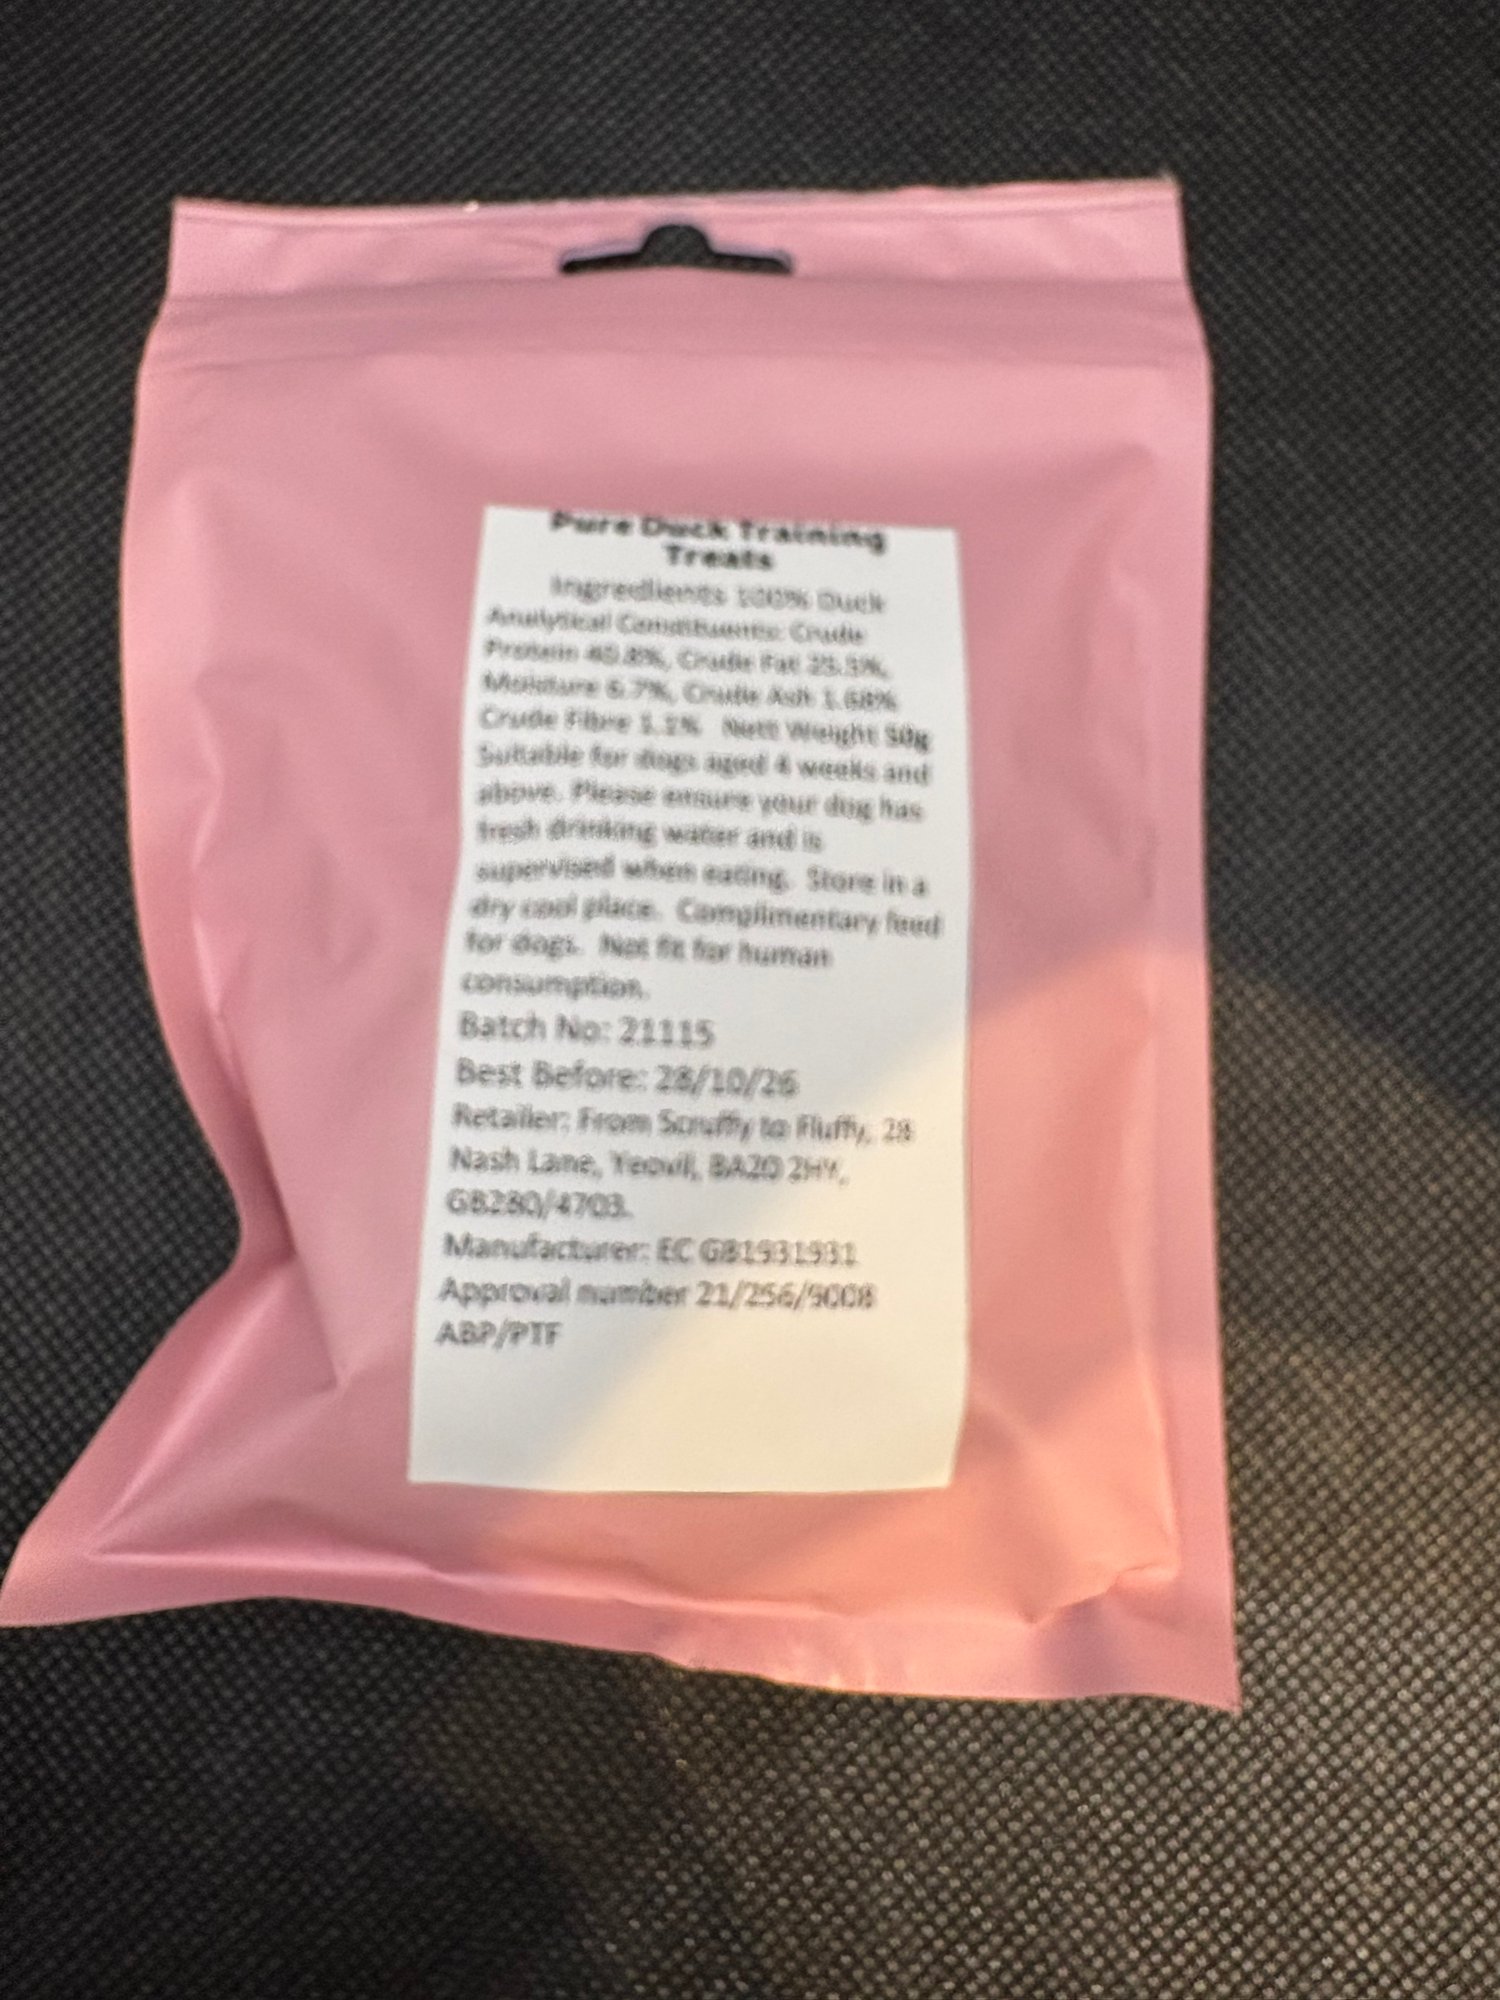 Pure Duck Training
Treats
Ingredients 100% Duck
Analytical Constituents: Crude
Protein 40.8%, Crude Fat 25.5%,
Moisture 6.7%, Crude Ash 1.68%
Crude Fibre 1.1% Nett Weight 50g
Suitable for dogs aged 4 weeks and
above. Please ensure your dog has
fresh drinking water and is
supervised when eating. Store in a
dry cool place. Complimentary feed
for dogs. Not fit for human
consumption.
Batch No: 21115
Best Before: 28/10/26
Retailer: From Scruffy to Fluffy, 28
Nash Lane, Yeovil, BA20 2HY,
GB280/4703.
Manufacturer: EC GB1931931
Approval number 21/256/9008
ABP/PTF